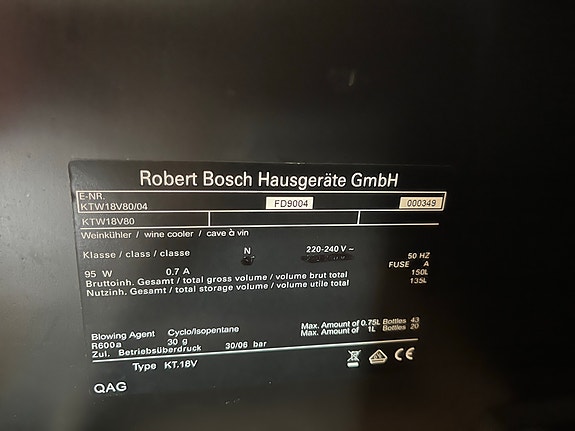 Robert Bosch Hausgeräte GmbH
E-NR.
KTW18V80/04 FD9004 000349
KTW18V80
Weinkühler / wine cooler / cave à vin
Klasse / class / classe N 220-240 V ~ 50 HZ
95 W 0.7 A FUSE A
Bruttoinh. Gesamt / total gross volume / volume brut total 150L
Nutzinh. Gesamt / total storage volume / volume utile total 135L
Blowing Agent Cyclo/Isopentane Max. Amount of 0.75L Bottles 43
R600a 30 g Max. Amount of 1L Bottles 20
Zul. Betriebsüberdruck 30/06 bar
Type KT.18V CE
QAG